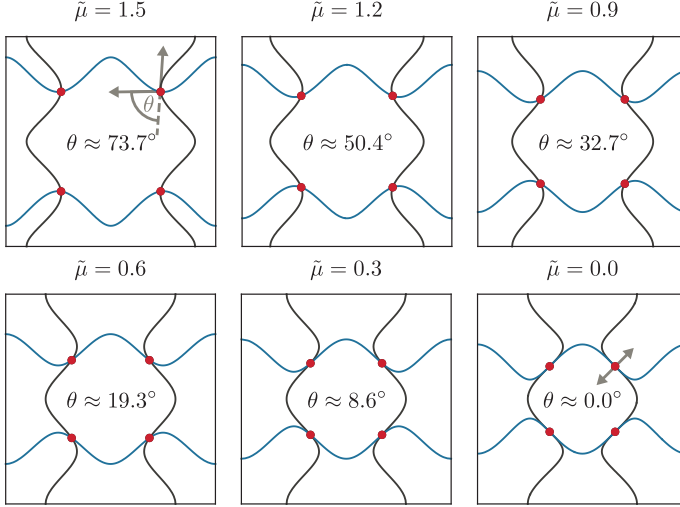 μ̃ = 1.5
μ̃ = 1.2
μ̃ = 0.9
θ
θ ≈ 73.7°
θ ≈ 50.4°
θ ≈ 32.7°
μ̃ = 0.6
μ̃ = 0.3
μ̃ = 0.0
θ ≈ 19.3°
θ ≈ 8.6°
θ ≈ 0.0°